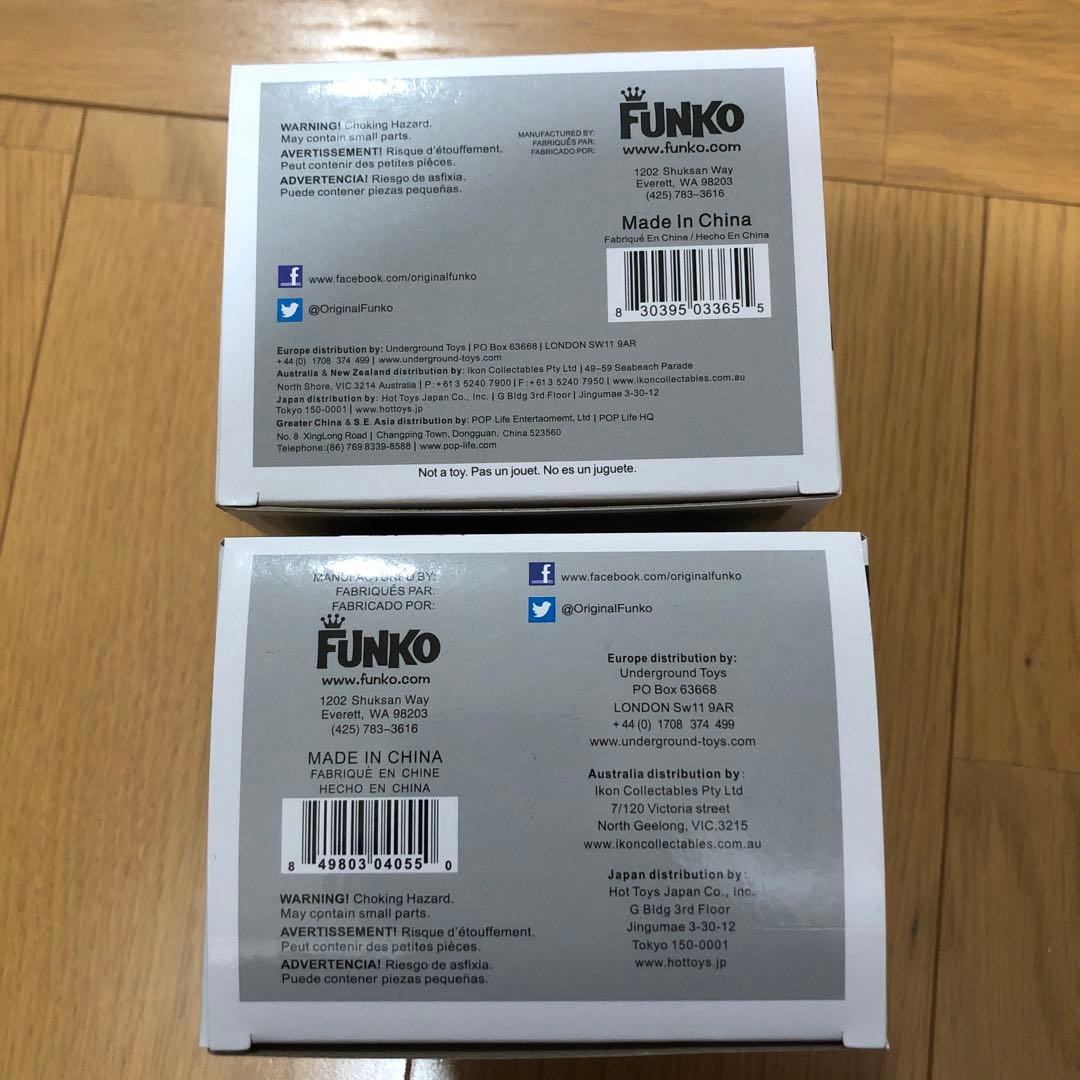 WARNING! Choking Hazard.
May contain small parts.
AVERTISSEMENT! Risque d'étouffement.
Peut contenir des petites pièces.
ADVERTENCIA! Riesgo de asfixia.
Puede contener piezas pequeñas.
MANUFACTURED BY:
FABRIQUÉS PAR:
FABRICADO POR:
FUNKO
www.funko.com
1202 Shuksan Way
Everett, WA 98203
(425) 783–3616
Made In China
Fabriqué En Chine / Hecho En China
8 30395 03365 5
f www.facebook.com/originalfunko
@OriginalFunko
Europe distribution by: Underground Toys | PO Box 63668 | LONDON SW11 9AR
+44 (0) 1708 374 499 | www.underground-toys.com
Australia & New Zealand distribution by: Ikon Collectables Pty Ltd | 49–59 Seabeach Parade
North Shore, VIC 3214 Australia | P:+61 3 5240 7900 | F:+61 3 5240 7950 | www.ikoncollectables.com.au
Japan distribution by: Hot Toys Japan Co., Inc. | G Bldg 3rd Floor | Jingumae 3-30-12
Tokyo 150-0001 | www.hottoys.jp
Greater China & S.E. Asia distribution by: POP Life Entertaomemt, Ltd | POP Life HQ
No. 8 XingLong Road | Changping Town, Dongguan, China 523560
Telephone:(86) 769 8339-8588 | www.pop-life.com
Not a toy. Pas un jouet. No es un juguete.
MANUFACTURED BY:
FABRIQUÉS PAR:
FABRICADO POR:
FUNKO
www.funko.com
1202 Shuksan Way
Everett, WA 98203
(425) 783–3616
MADE IN CHINA
FABRIQUÉ EN CHINE
HECHO EN CHINA
8 49803 04055 0
WARNING! Choking Hazard.
May contain small parts.
AVERTISSEMENT! Risque d'étouffement.
Peut contenir des petites pièces.
ADVERTENCIA! Riesgo de asfixia.
Puede contener piezas pequeñas.
f www.facebook.com/originalfunko
@OriginalFunko
Europe distribution by:
Underground Toys
PO Box 63668
LONDON Sw11 9AR
+44 (0) 1708 374 499
www.underground-toys.com
Australia distribution by:
Ikon Collectables Pty Ltd
7/120 Victoria street
North Geelong, VIC.3215
www.ikoncollectables.com.au
Japan distribution by:
Hot Toys Japan Co., Inc.
G Bldg 3rd Floor
Jingumae 3-30-12
Tokyo 150-0001
www.hottoys.jp